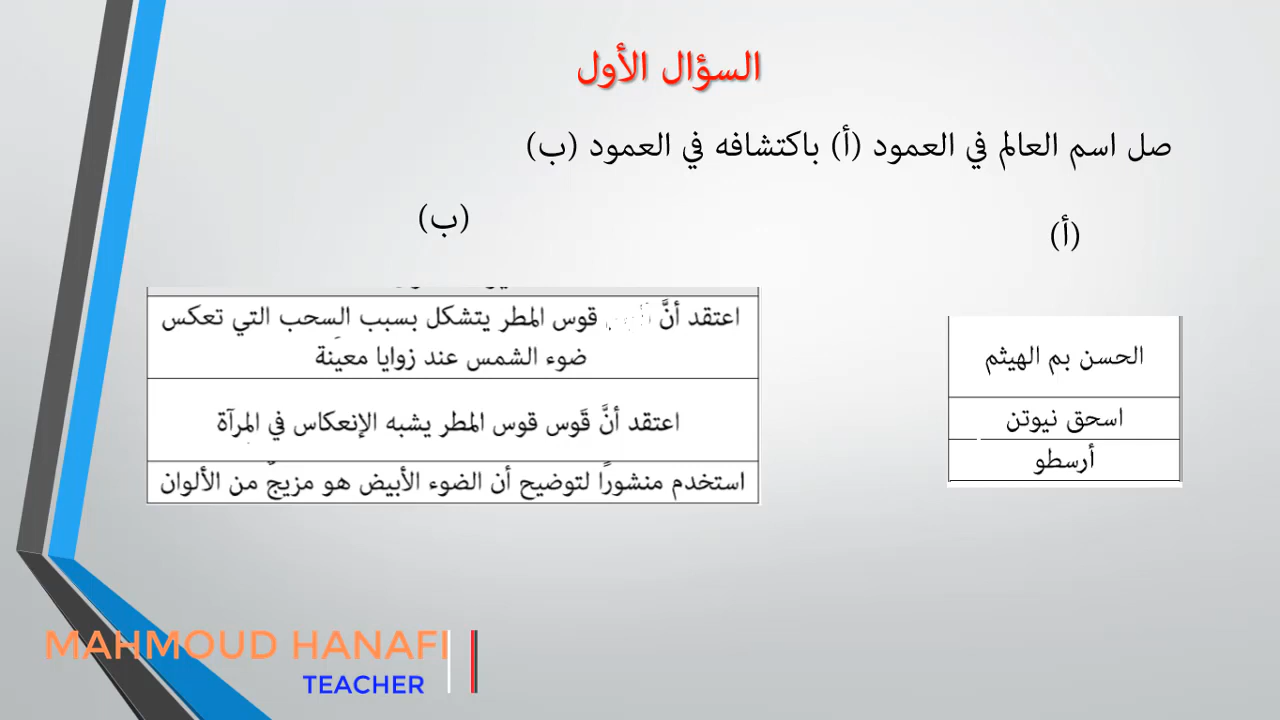 السؤال الأول
صل اسم العالم في العمود (أ) باكتشافه في العمود (ب)
(أ)
(ب)
الحسن بم الهيثم
اسحق نيوتن
أرسطو
اعتقد أنَّ قوس المطر يتشكل بسبب السحب التي تعكس
ضوء الشمس عند زوايا معينة
اعتقد أنَّ قَوس قوس المطر يشبه الإنعكاس في المرآة
استخدم منشورًا لتوضيح أن الضوء الأبيض هو مزيجٌ من الألوان
MAHMOUD HANAFI
TEACHER